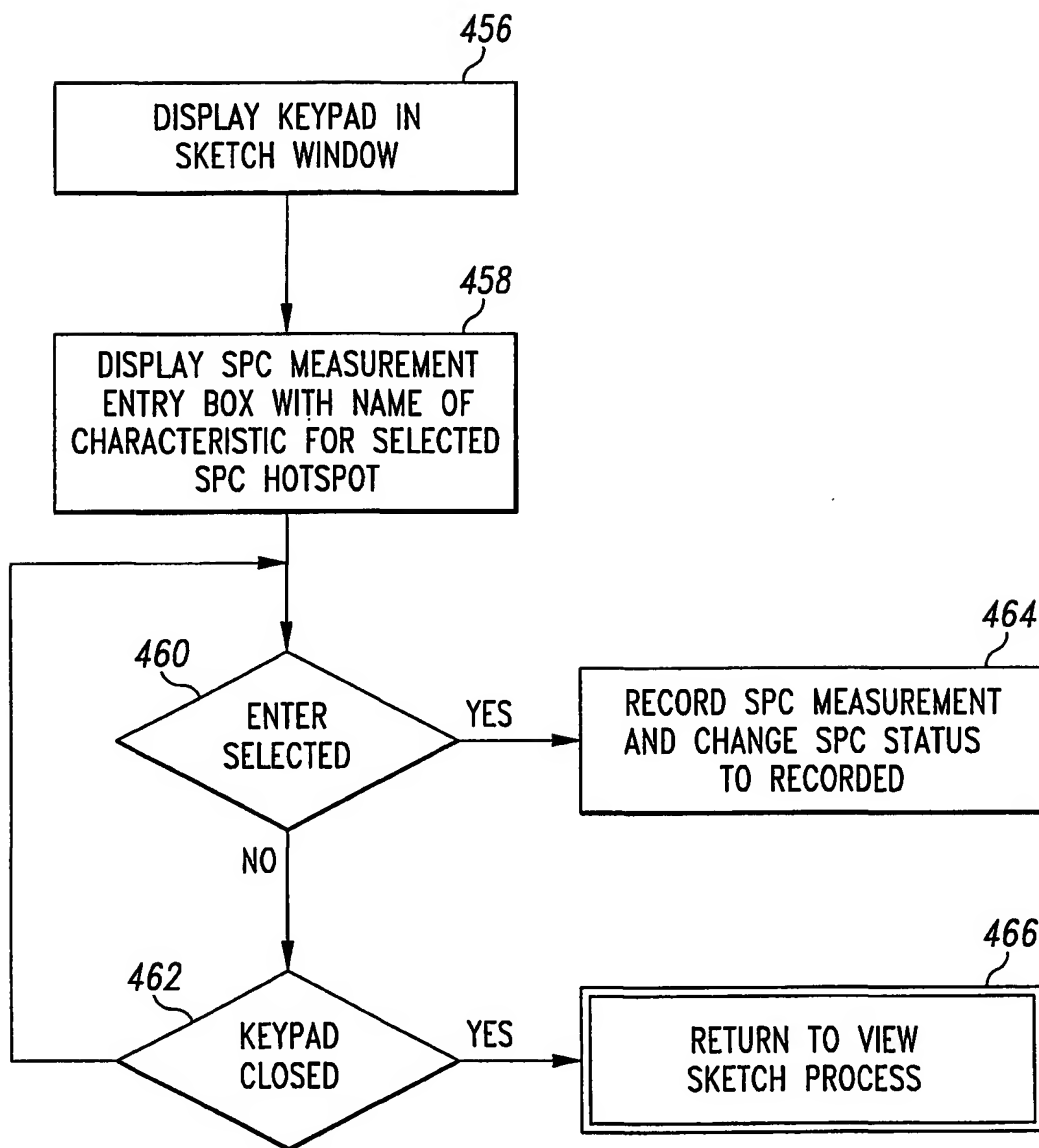 456
DISPLAY KEYPAD IN
SKETCH WINDOW
458
DISPLAY SPC MEASUREMENT
ENTRY BOX WITH NAME OF
CHARACTERISTIC FOR SELECTED
SPC HOTSPOT
460
ENTER
SELECTED
YES
464
RECORD SPC MEASUREMENT
AND CHANGE SPC STATUS
TO RECORDED
NO
462
KEYPAD
CLOSED
YES
466
RETURN TO VIEW
SKETCH PROCESS